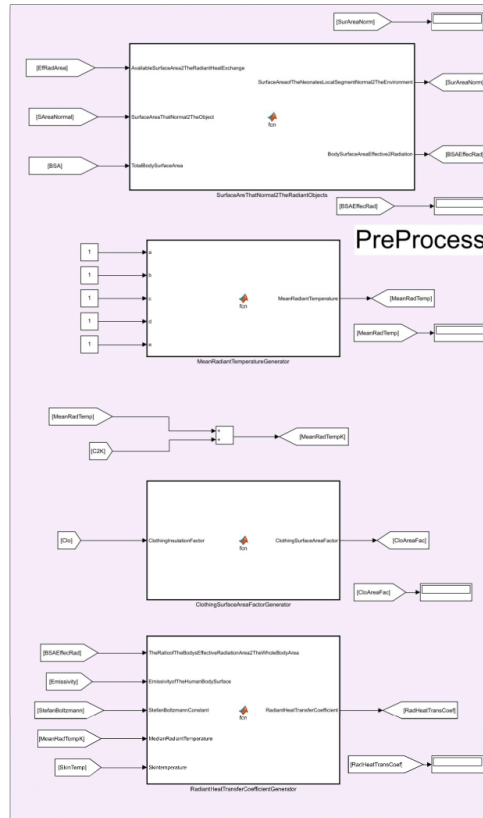 [SurAreaNorm]
[EffRadArea]
AvailableSurfaceArea2TheRadiantHeatExchange
SurfaceAreaofTheNeonatesLocalSegmentNormal2TheEnvironment
[SurAreaNorm]
[SAreaNormal]
SurfaceAreaThatNormal2TheObject
fcn
[BSA]
TotalBodySurfaceArea
BodySurfaceAreaEffective2Radiation
[BSAEffecRad]
SurfaceAreThatNormal2TheRadiantObjects
[BSAEffecRad]
PreProcess
1
a
1
b
1
c
fcn
MeanRadiantTemperature
[MeanRadTemp]
1
d
1
e
[MeanRadTemp]
MeanRadiantTemperatureGenerator
[MeanRadTemp]
+
+
[MeanRadTempK]
[C2K]
[Clo]
ClothingInsulationFactor
fcn
ClothingSurfaceAreaFactor
[CloAreaFac]
[CloAreaFac]
ClothingSurfaceAreaFactorGenerator
[BSAEffecRad]
TheRatioofTheBodysEffectiveRadiationArea2TheWholeBodyArea
[Emissivity]
EmissivityofTheHumanBodySurface
[StefanBoltzmann]
StefanBoltzmannConstant
fcn
RadiantHeatTransferCoefficient
[RadHeatTransCoef]
[MeanRadTempK]
MedianRadiantTemperature
[SkinTemp]
Skintemperature
[RadHeatTransCoef]
RadiantHeatTransferCoefficientGenerator